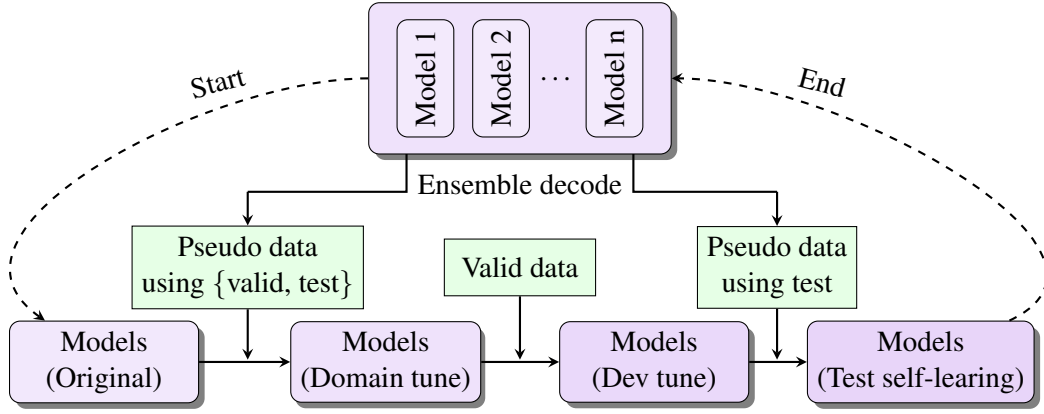 Model 1
Model 2
...
Model n
Start
End
Ensemble decode
Pseudo data
using {valid, test}
Valid data
Pseudo data
using test
Models
(Original)
Models
(Domain tune)
Models
(Dev tune)
Models
(Test self-learing)